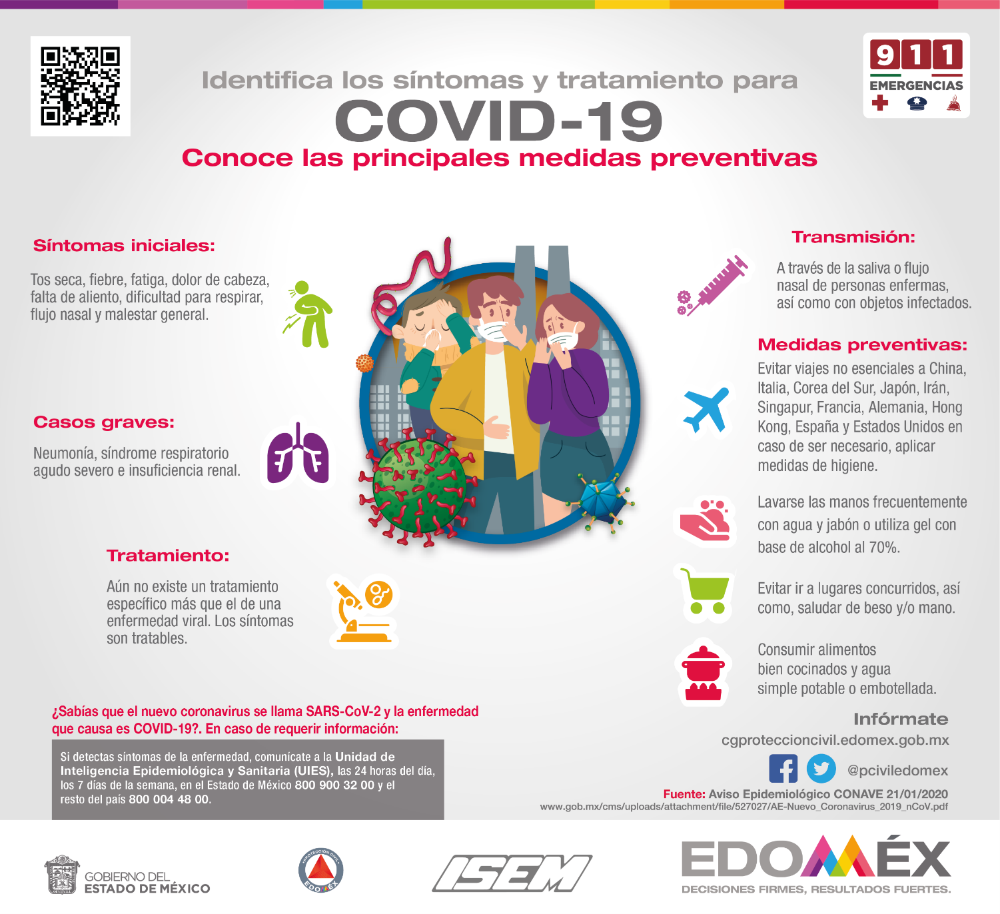 911
EMERGENCIAS
Identifica los síntomas y tratamiento para
COVID-19
Conoce las principales medidas preventivas
Síntomas iniciales:
Tos seca, fiebre, fatiga, dolor de cabeza,
falta de aliento, dificultad para respirar,
flujo nasal y malestar general.
Casos graves:
Neumonía, síndrome respiratorio
agudo severo e insuficiencia renal.
Tratamiento:
Aún no existe un tratamiento
específico más que el de una
enfermedad viral. Los síntomas
son tratables.
Transmisión:
A través de la saliva o flujo
nasal de personas enfermas,
así como con objetos infectados.
Medidas preventivas:
Evitar viajes no esenciales a China,
Italia, Corea del Sur, Japón, Irán,
Singapur, Francia, Alemania, Hong
Kong, España y Estados Unidos en
caso de ser necesario, aplicar
medidas de higiene.
Lavarse las manos frecuentemente
con agua y jabón o utiliza gel con
base de alcohol al 70%.
Evitar ir a lugares concurridos, así
como, saludar de beso y/o mano.
Consumir alimentos
bien cocinados y agua
simple potable o embotellada.
¿Sabías que el nuevo coronavirus se llama SARS-CoV-2 y la enfermedad
que causa es COVID-19?. En caso de requerir información:
Si detectas síntomas de la enfermedad, comunícate a la Unidad de
Inteligencia Epidemiológica y Sanitaria (UIES), las 24 horas del día,
los 7 días de la semana, en el Estado de México 800 900 32 00 y el
resto del país 800 004 48 00.
Infórmate
cgproteccioncivil.edomex.gob.mx
@pciviledomex
Fuente: Aviso Epidemiológico CONAVE 21/01/2020
www.gob.mx/cms/uploads/attachment/file/527027/AE-Nuevo_Coronavirus_2019_nCoV.pdf
GOBIERNO DEL
ESTADO DE MÉXICO
PROTECCIÓN CIVIL
EDOMÉX
ISEM
EDOMÉX
DECISIONES FIRMES, RESULTADOS FUERTES.